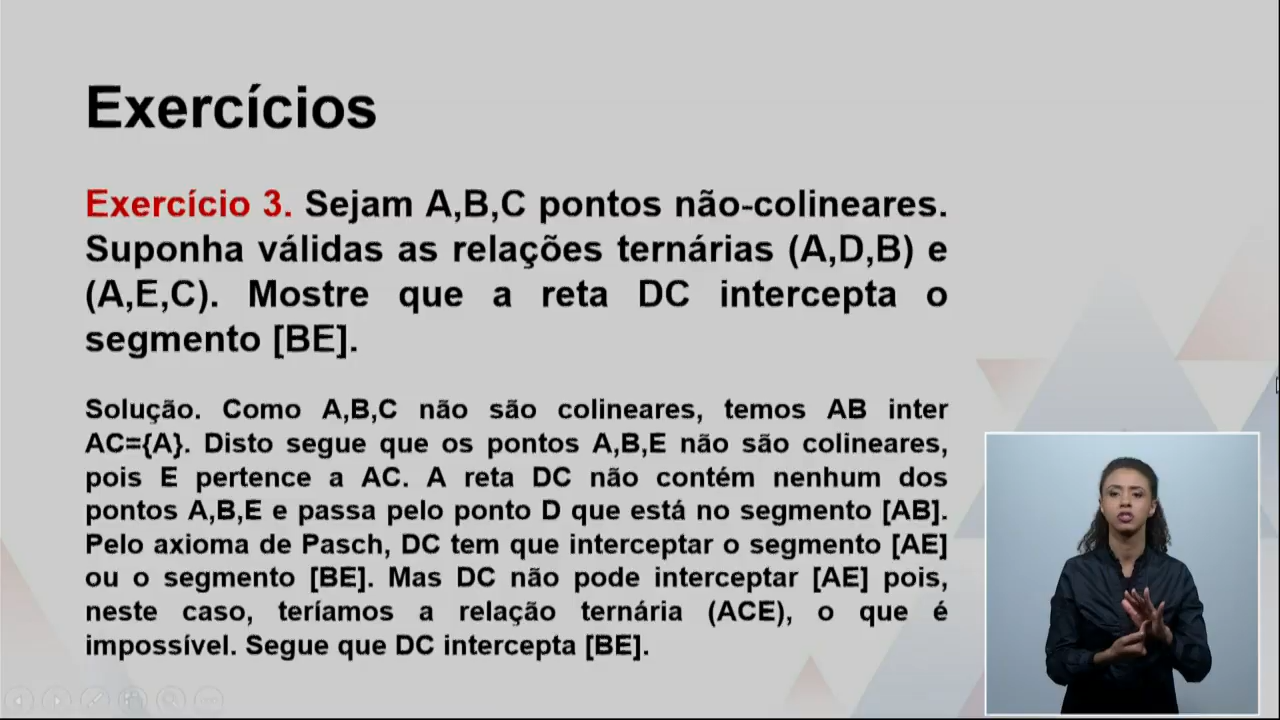 Exercícios
Exercício 3. Sejam A,B,C pontos não-colineares.
Suponha válidas as relações ternárias (A,D,B) e
(A,E,C). Mostre que a reta DC intercepta o
segmento [BE].
Solução. Como A,B,C não são colineares, temos AB inter
AC={A}. Disto segue que os pontos A,B,E não são colineares,
pois E pertence a AC. A reta DC não contém nenhum dos
pontos A,B,E e passa pelo ponto D que está no segmento [AB].
Pelo axioma de Pasch, DC tem que interceptar o segmento [AE]
ou o segmento [BE]. Mas DC não pode interceptar [AE] pois,
neste caso, teríamos a relação ternária (ACE), o que é
impossível. Segue que DC intercepta [BE].